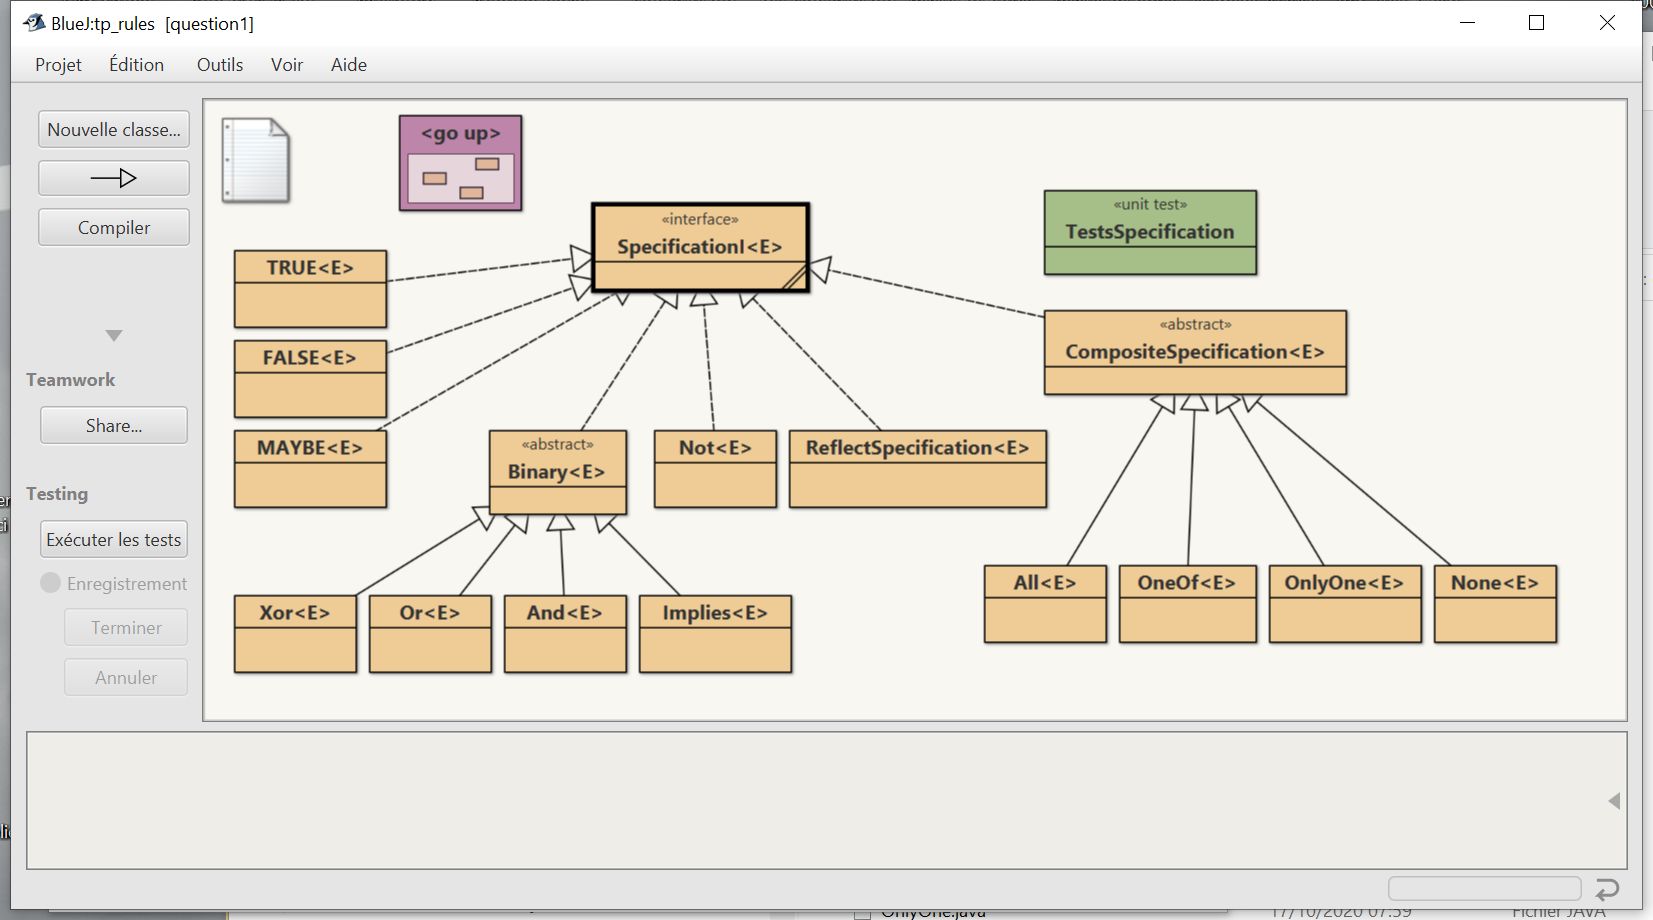 BlueJ:tp_rules [question1]
Projet Édition Outils Voir Aide
Nouvelle classe...
Compiler
Teamwork
Share...
Testing
Exécuter les tests
Enregistrement
Terminer
Annuler
<go up>
«interface»
SpecificationI<E>
«unit test»
TestsSpecification
TRUE<E>
FALSE<E>
MAYBE<E>
«abstract»
CompositeSpecification<E>
«abstract»
Binary<E>
Not<E>
ReflectSpecification<E>
Xor<E>
Or<E>
And<E>
Implies<E>
All<E>
OneOf<E>
OnlyOne<E>
None<E>
OnlyOne.java 17/10/2020 07:59 Fichier JAVA